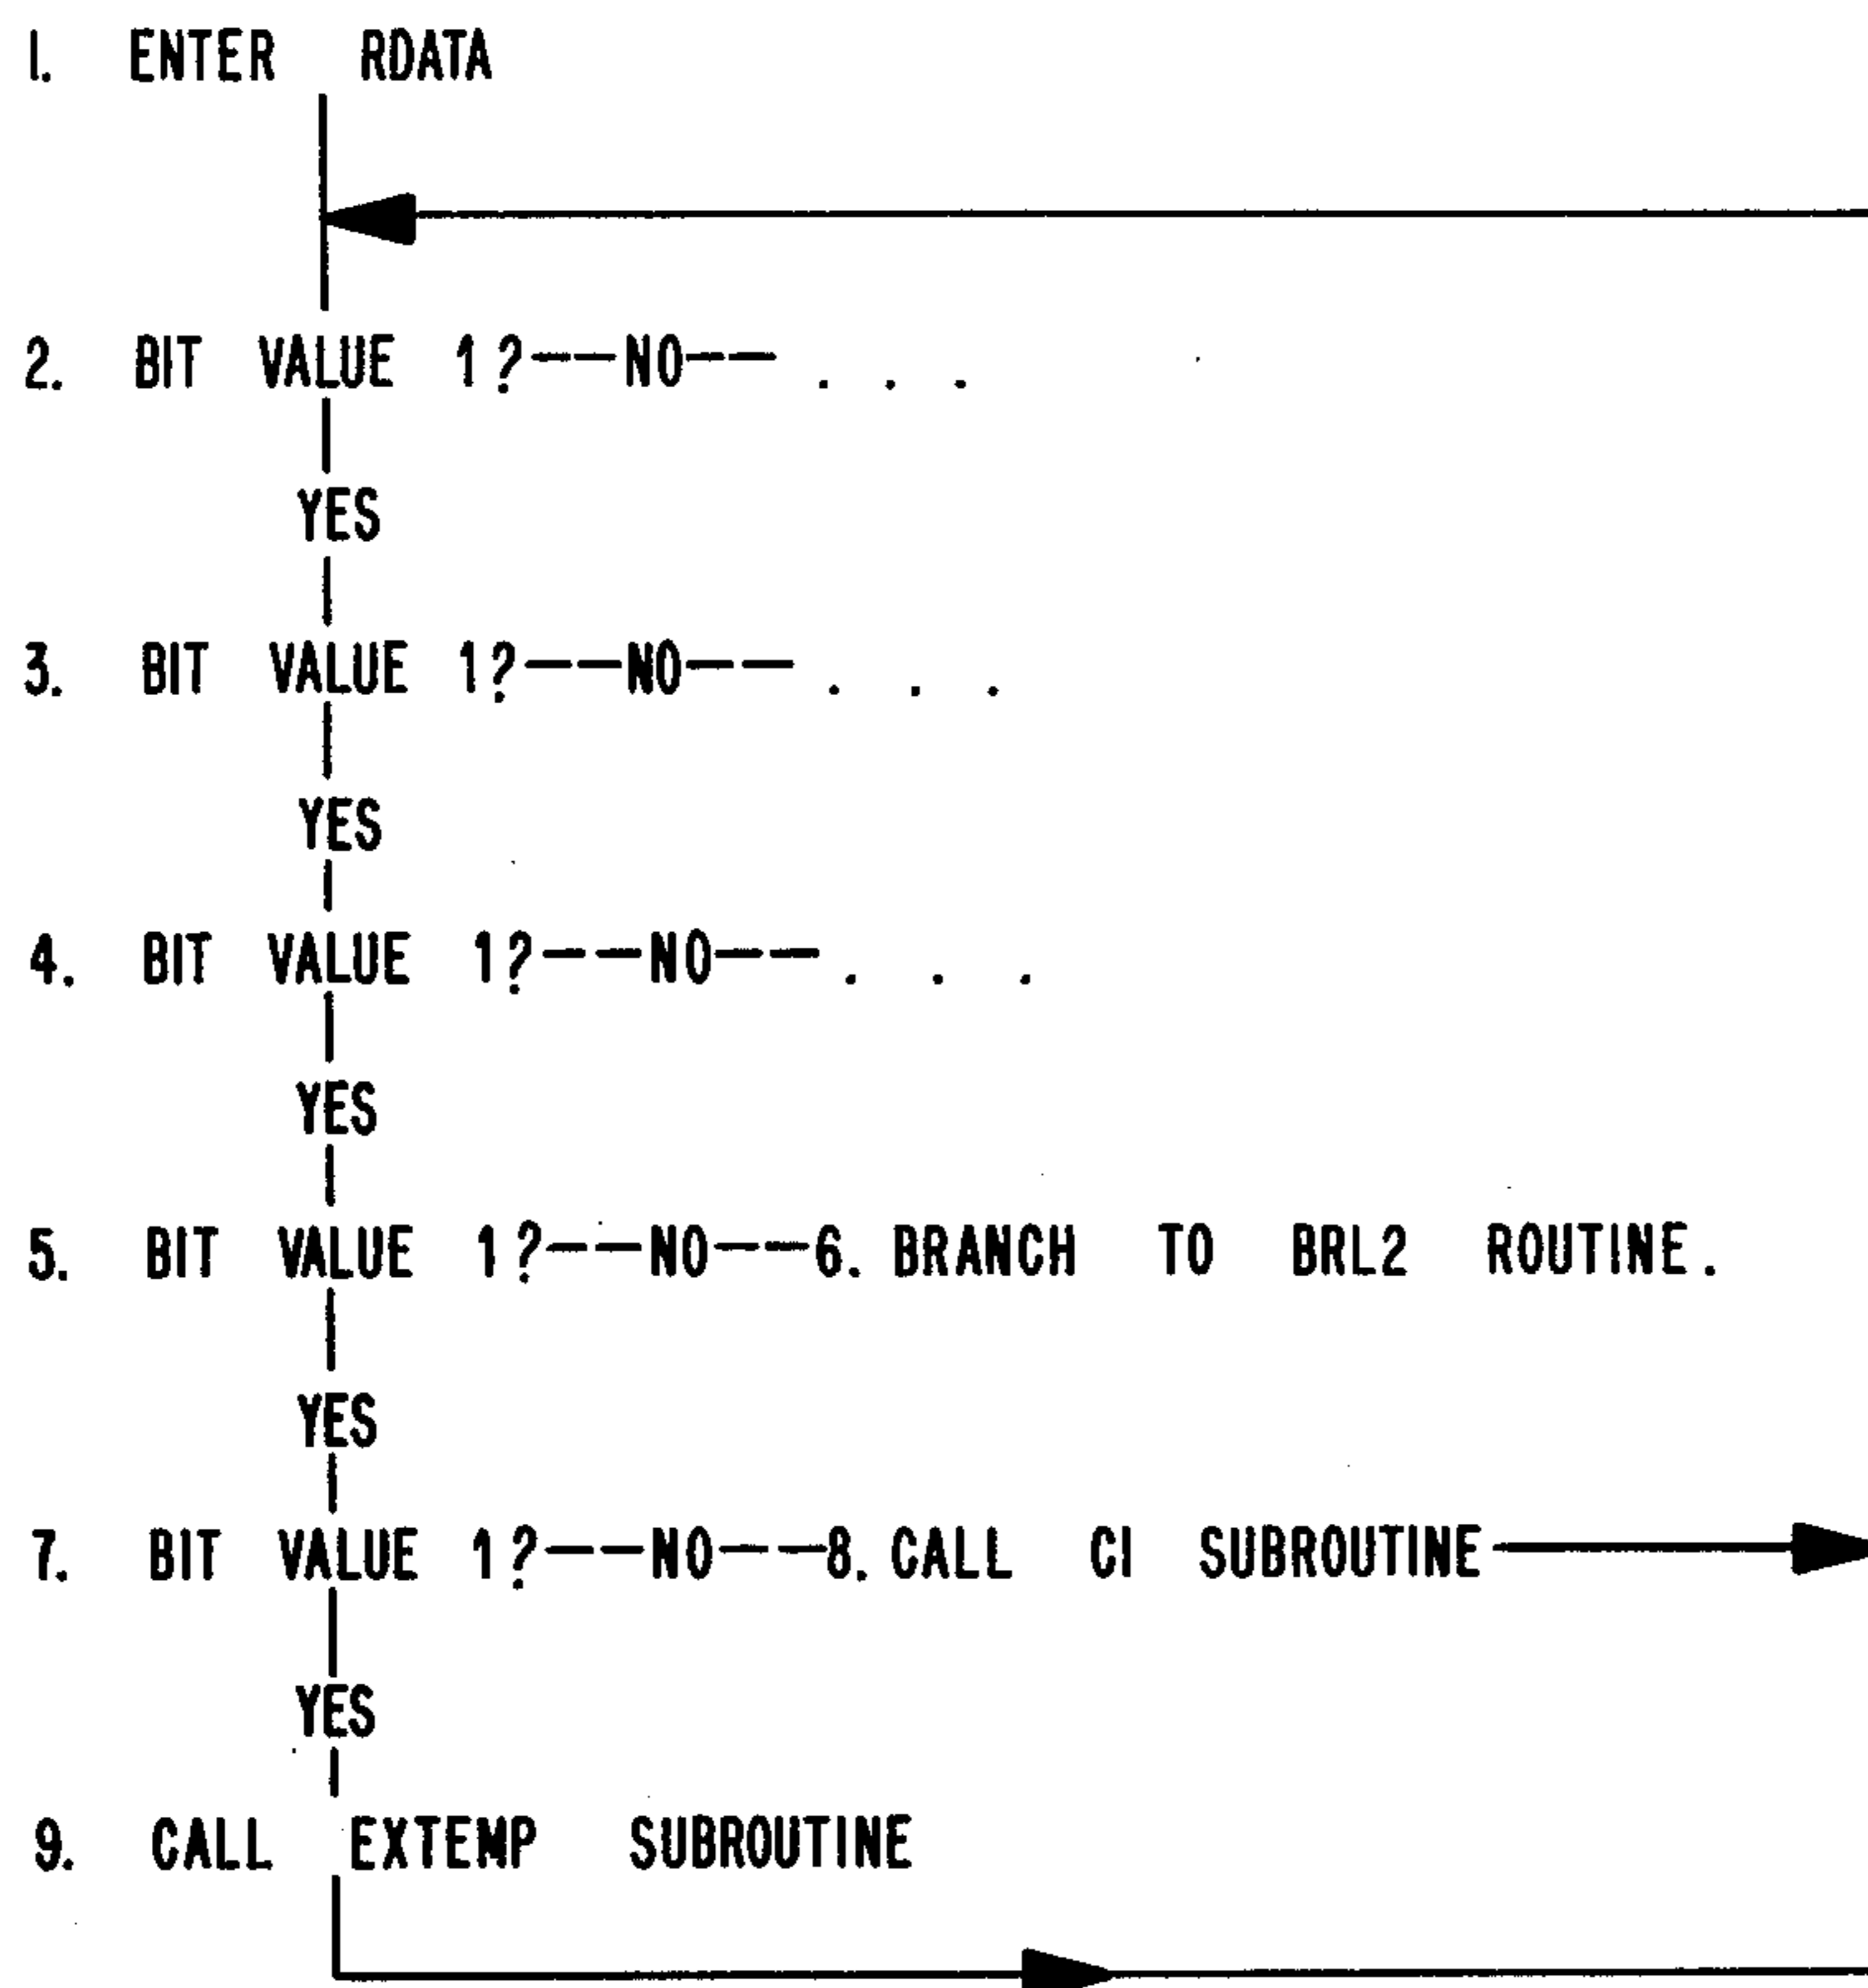 1. ENTER RDATA
2. BIT VALUE 1?---NO--- . . .
YES
3. BIT VALUE 1?---NO--- . . .
YES
4. BIT VALUE 1?---NO--- . . .
YES
5. BIT VALUE 1?---NO---6. BRANCH TO BRL2 ROUTINE.
YES
7. BIT VALUE 1?---NO---8. CALL CI SUBROUTINE
YES
9. CALL EXTEMP SUBROUTINE